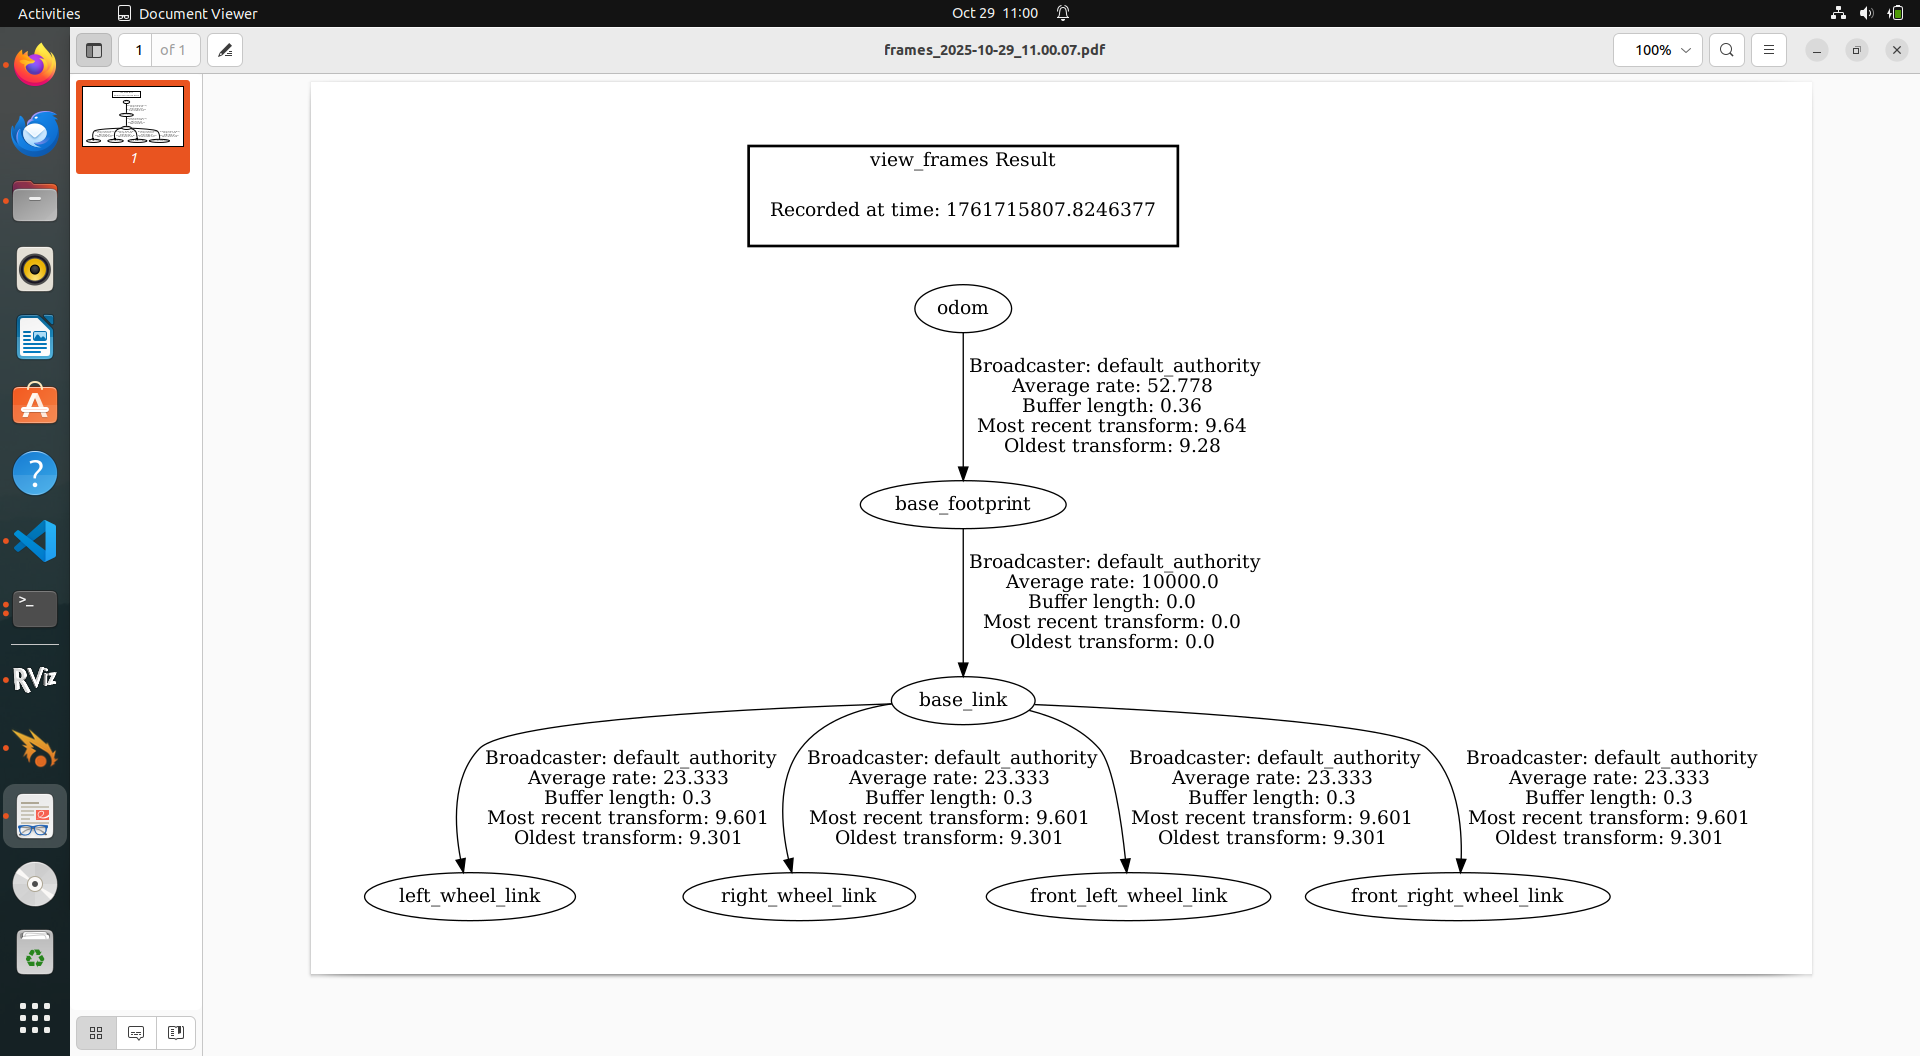 Activities
Document Viewer
Oct 29 11:00
1
of 1
frames_2025-10-29_11.00.07.pdf
100%
1
>_
RViz
view_frames Result
Recorded at time: 1761715807.8246377
odom
Broadcaster: default_authority
Average rate: 52.778
Buffer length: 0.36
Most recent transform: 9.64
Oldest transform: 9.28
base_footprint
Broadcaster: default_authority
Average rate: 10000.0
Buffer length: 0.0
Most recent transform: 0.0
Oldest transform: 0.0
base_link
Broadcaster: default_authority
Average rate: 23.333
Buffer length: 0.3
Most recent transform: 9.601
Oldest transform: 9.301
Broadcaster: default_authority
Average rate: 23.333
Buffer length: 0.3
Most recent transform: 9.601
Oldest transform: 9.301
Broadcaster: default_authority
Average rate: 23.333
Buffer length: 0.3
Most recent transform: 9.601
Oldest transform: 9.301
Broadcaster: default_authority
Average rate: 23.333
Buffer length: 0.3
Most recent transform: 9.601
Oldest transform: 9.301
left_wheel_link
right_wheel_link
front_left_wheel_link
front_right_wheel_link